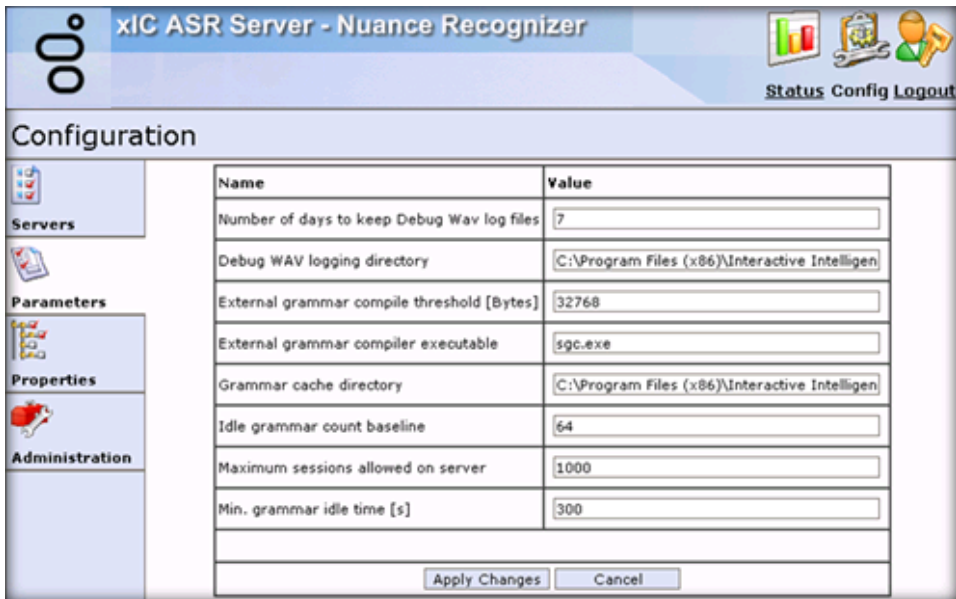 xIC ASR Server - Nuance Recognizer
Status Config Logout
Configuration
Servers
Parameters
Properties
Administration
Name Value
Number of days to keep Debug Wav log files 7
Debug WAV logging directory C:\Program Files (x86)\Interactive Intelligen
External grammar compile threshold [Bytes] 32768
External grammar compiler executable sgc.exe
Grammar cache directory C:\Program Files (x86)\Interactive Intelligen
Idle grammar count baseline 64
Maximum sessions allowed on server 1000
Min. grammar idle time [s] 300
Apply Changes Cancel